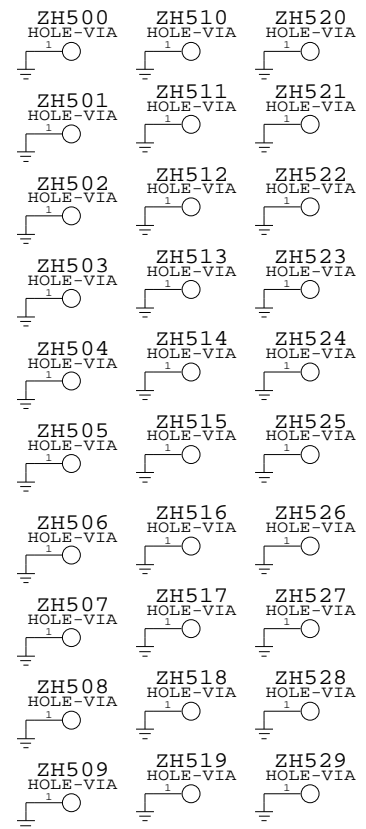 ZH500
HOLE-VIA
1
ZH510
HOLE-VIA
1
ZH520
HOLE-VIA
1
ZH501
HOLE-VIA
1
ZH511
HOLE-VIA
1
ZH521
HOLE-VIA
1
ZH502
HOLE-VIA
1
ZH512
HOLE-VIA
1
ZH522
HOLE-VIA
1
ZH503
HOLE-VIA
1
ZH513
HOLE-VIA
1
ZH523
HOLE-VIA
1
ZH504
HOLE-VIA
1
ZH514
HOLE-VIA
1
ZH524
HOLE-VIA
1
ZH505
HOLE-VIA
1
ZH515
HOLE-VIA
1
ZH525
HOLE-VIA
1
ZH506
HOLE-VIA
1
ZH516
HOLE-VIA
1
ZH526
HOLE-VIA
1
ZH507
HOLE-VIA
1
ZH517
HOLE-VIA
1
ZH527
HOLE-VIA
1
ZH508
HOLE-VIA
1
ZH518
HOLE-VIA
1
ZH528
HOLE-VIA
1
ZH509
HOLE-VIA
1
ZH519
HOLE-VIA
1
ZH529
HOLE-VIA
1